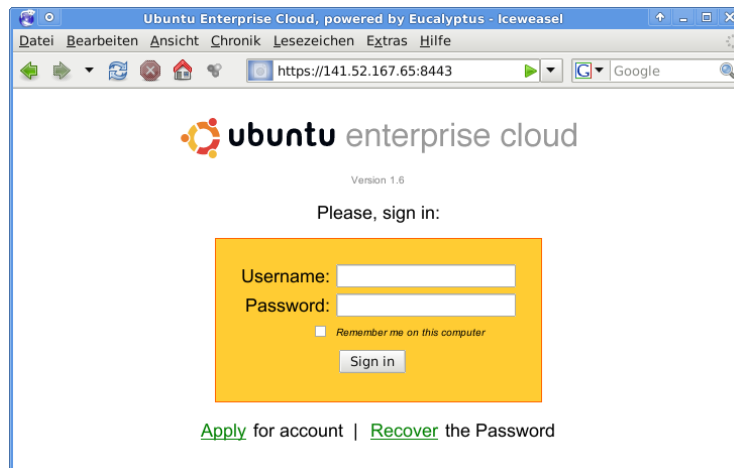 Ubuntu Enterprise Cloud, powered by Eucalyptus - Iceweasel
Datei Bearbeiten Ansicht Chronik Lesezeichen Extras Hilfe
https://141.52.167.65:8443 G Google
ubuntu enterprise cloud
Version 1.6
Please, sign in:
Username:
Password:
Remember me on this computer
Sign in
Apply for account | Recover the Password